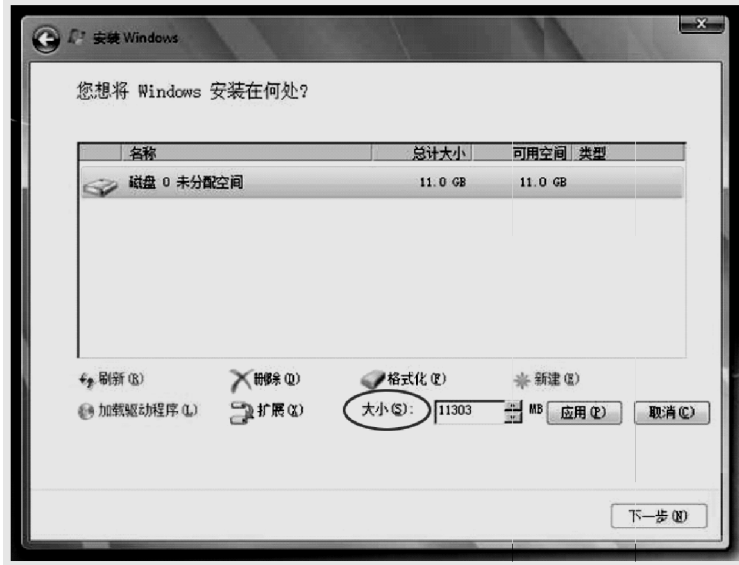 安装 Windows
您想将 Windows 安装在何处?
名称 总计大小 可用空间 类型
磁盘 0 未分配空间 11.0 GB 11.0 GB
刷新(R) 删除(D) 格式化(F) 新建(E)
加载驱动程序(L) 扩展(X) 大小(S): 11303 MB 应用(P) 取消(C)
下一步(N)